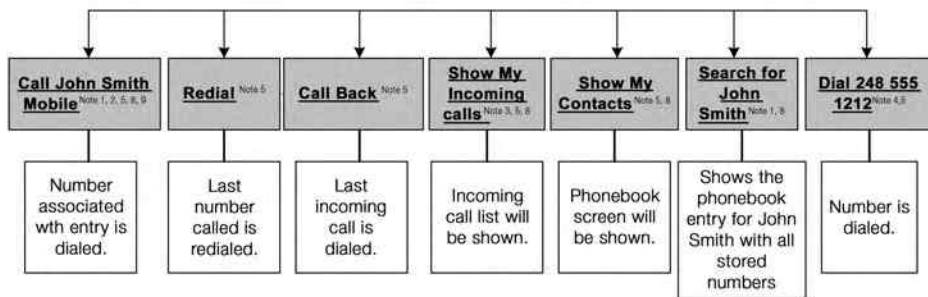 Call John Smith
Mobile Note 1, 2, 5, 8, 9
Number
associated
wth entry is
dialed.
Redial Note 5
Last
number
called is
redialed.
Call Back Note 5
Last
incoming
call is
dialed.
Show My
Incoming
calls Note 3, 5, 8
Incoming
call list will
be shown.
Show My
Contacts Note 5, 8
Phonebook
screen will
be shown.
Search for
John
Smith Note 1, 8
Shows the
phonebook
entry for John
Smith with all
stored
numbers
Dial 248 555
1212 Note 4,5
Number is
dialed.